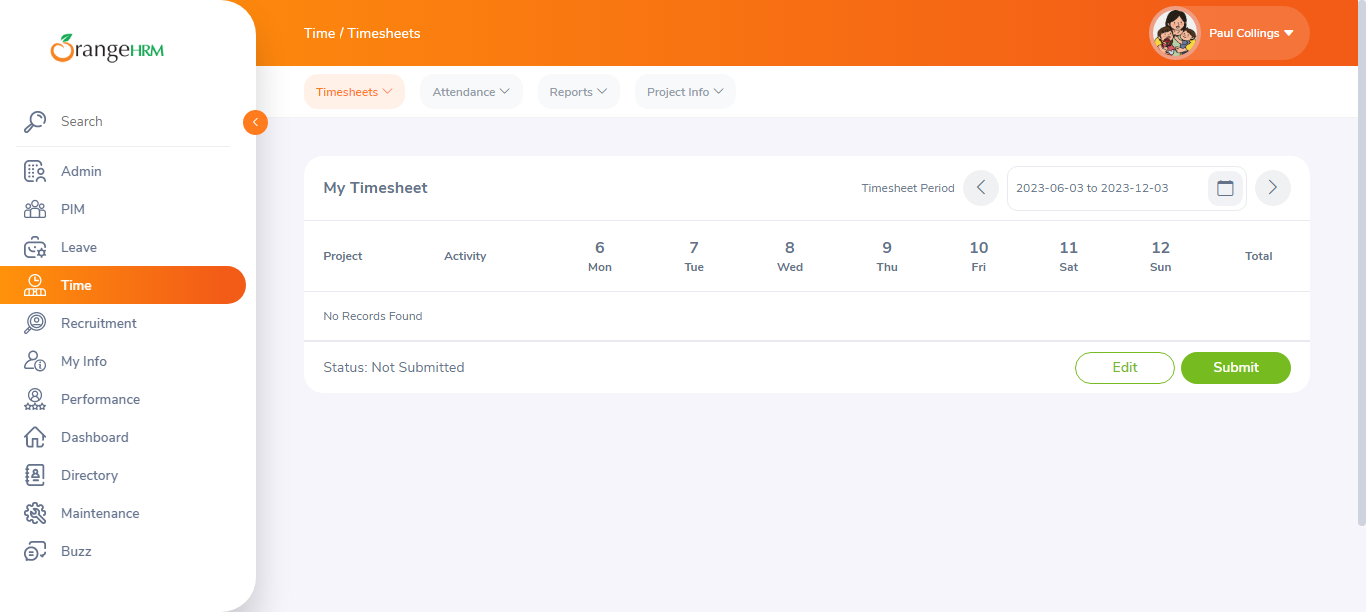 OrangeHRM
Search
Admin
PIM
Leave
Time
Recruitment
My Info
Performance
Dashboard
Directory
Maintenance
Buzz
Time / Timesheets
Paul Collings
Timesheets
Attendance
Reports
Project Info
My Timesheet
Timesheet Period
2023-06-03 to 2023-12-03
Project Activity 6 7 8 9 10 11 12 Total
Mon Tue Wed Thu Fri Sat Sun
No Records Found
Status: Not Submitted
Edit
Submit